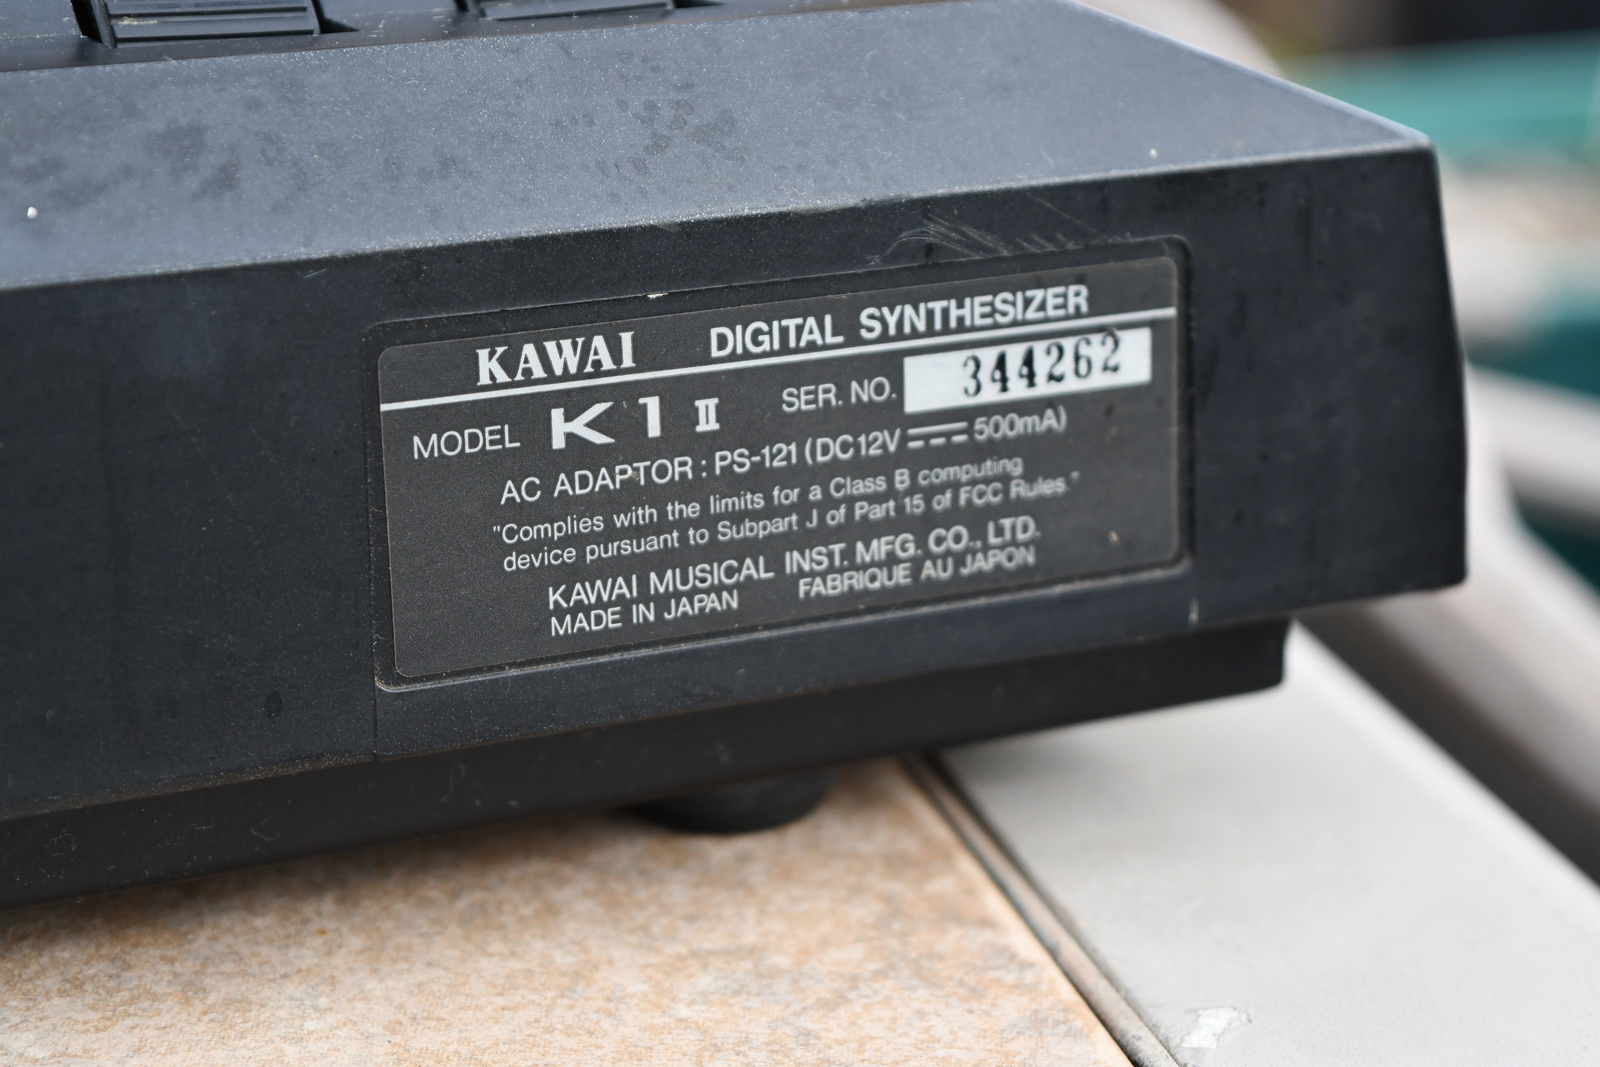 KAWAI DIGITAL SYNTHESIZER
MODEL K1 II SER. NO. 344262
AC ADAPTOR : PS-121 (DC12V ⎓ 500mA)
"Complies with the limits for a Class B computing
device pursuant to Subpart J of Part 15 of FCC Rules."
KAWAI MUSICAL INST. MFG. CO., LTD.
MADE IN JAPAN FABRIQUE AU JAPON